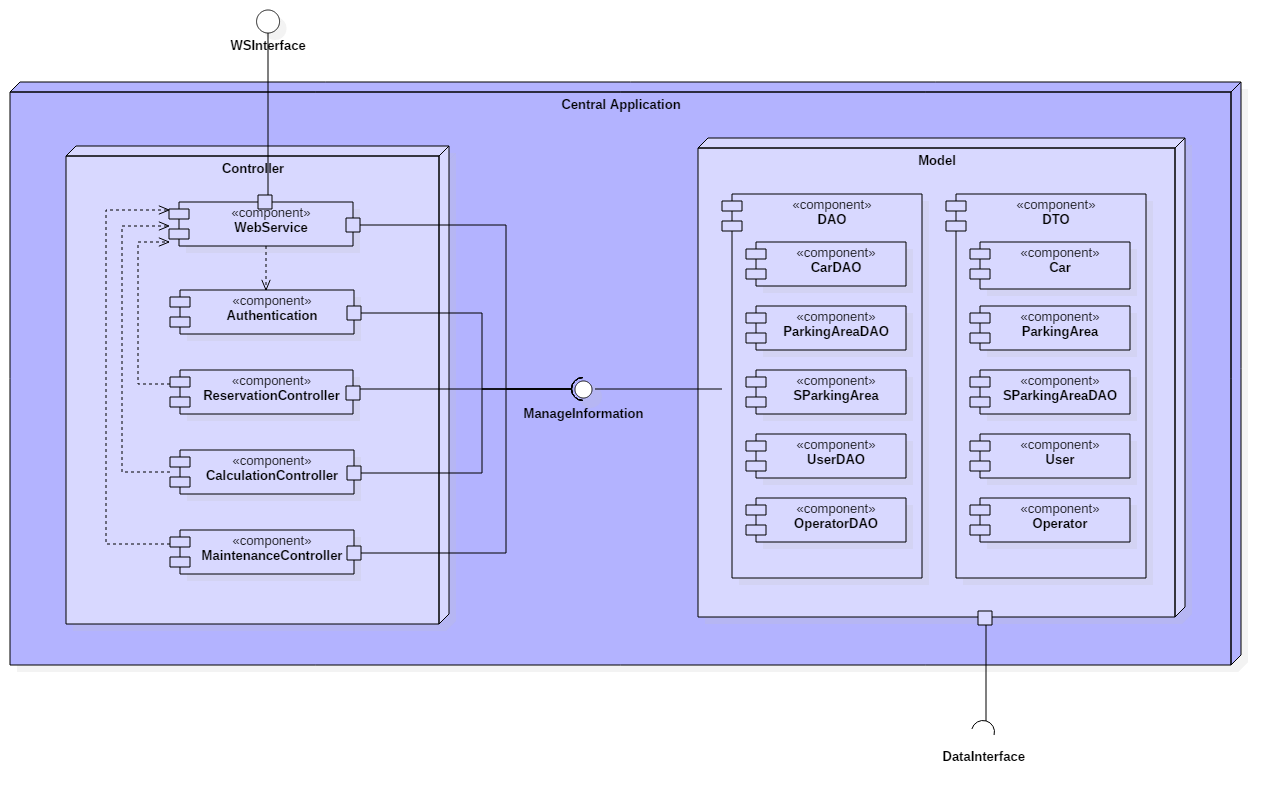 WSInterface
Central Application
Controller
«component»
WebService
«component»
Authentication
«component»
ReservationController
«component»
CalculationController
«component»
MaintenanceController
ManageInformation
Model
«component»
DAO
«component»
CarDAO
«component»
ParkingAreaDAO
«component»
SParkingArea
«component»
UserDAO
«component»
OperatorDAO
«component»
DTO
«component»
Car
«component»
ParkingArea
«component»
SParkingAreaDAO
«component»
User
«component»
Operator
DataInterface